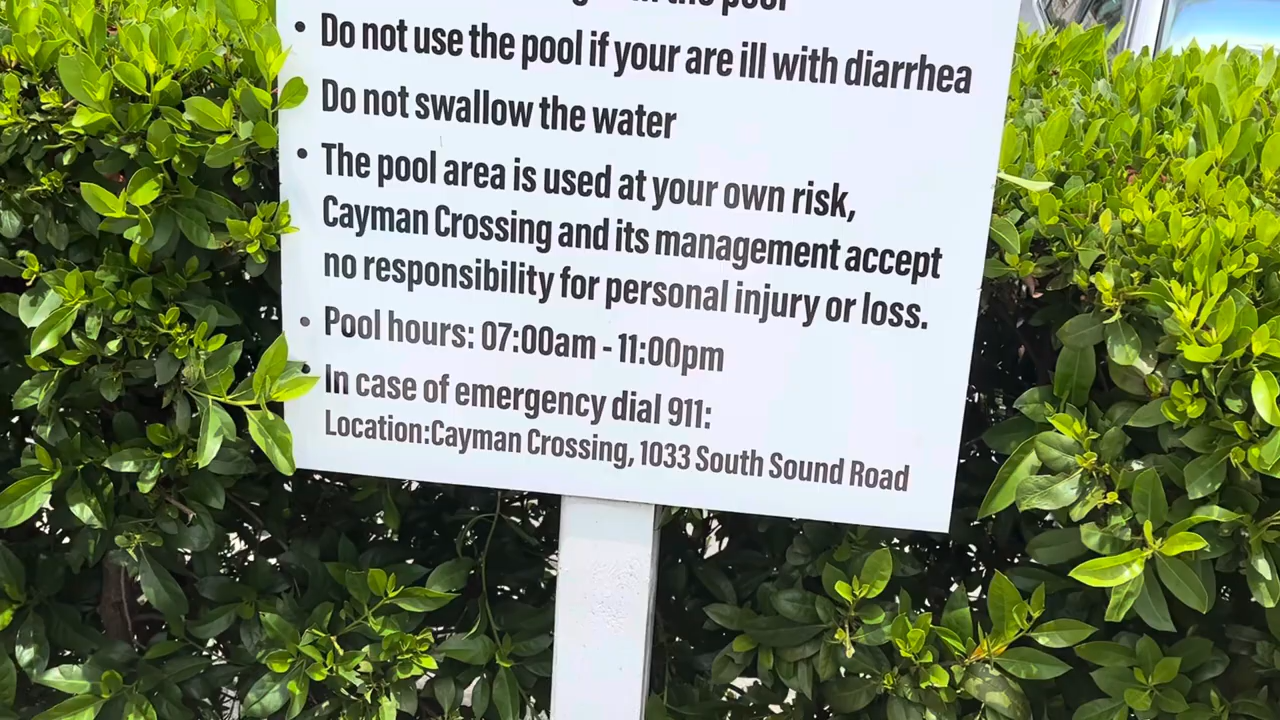 the pool
• Do not use the pool if your are ill with diarrhea
Do not swallow the water
• The pool area is used at your own risk,
Cayman Crossing and its management accept
no responsibility for personal injury or loss.
• Pool hours: 07:00am - 11:00pm
• In case of emergency dial 911:
Location:Cayman Crossing, 1033 South Sound Road